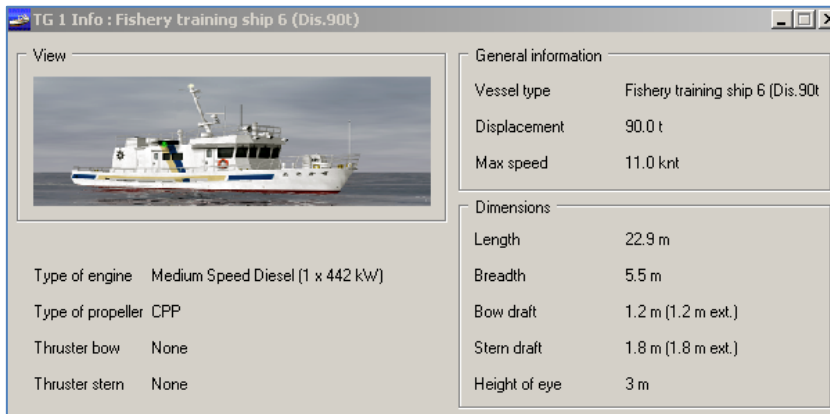 TG 1 Info : Fishery training ship 6 (Dis.90t)
View
Type of engine Medium Speed Diesel (1 x 442 kW)
Type of propeller CPP
Thruster bow None
Thruster stern None
General information
Vessel type Fishery training ship 6 (Dis.90t
Displacement 90.0 t
Max speed 11.0 knt
Dimensions
Length 22.9 m
Breadth 5.5 m
Bow draft 1.2 m (1.2 m ext.)
Stern draft 1.8 m (1.8 m ext.)
Height of eye 3 m